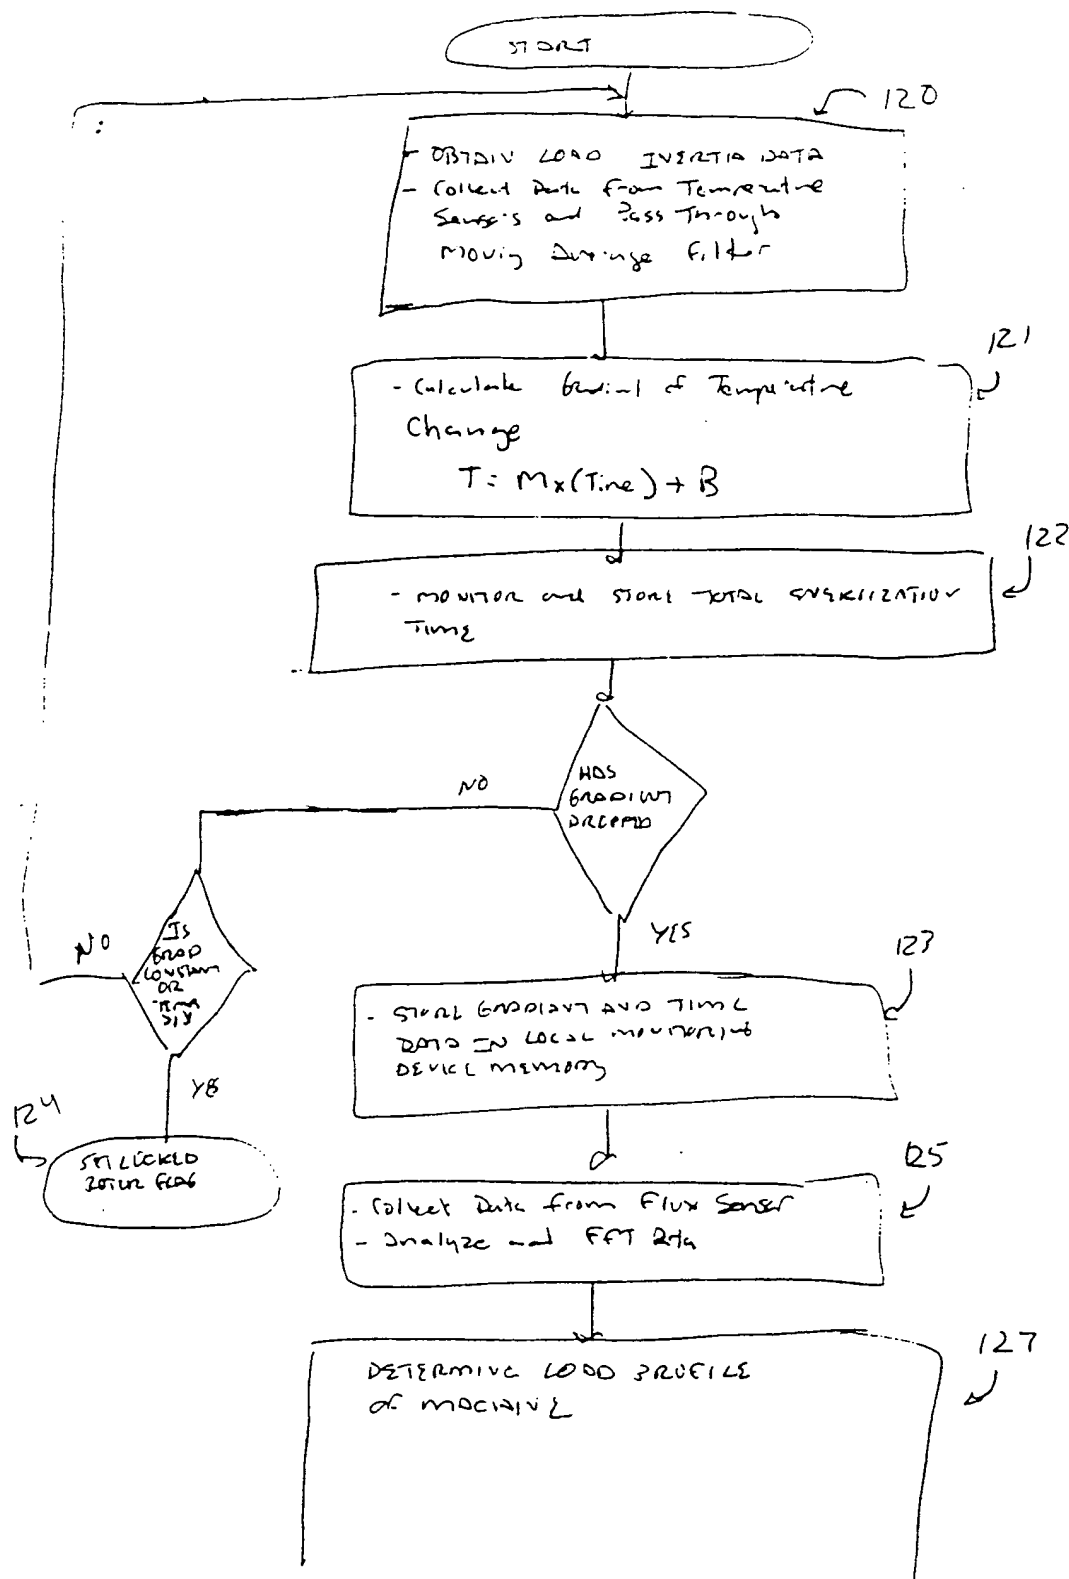 START
120
- OBTAIN LOAD INERTIA DATA
- Collect Data from Temperature
Sensors and Pass Through
Moving Average Filter
121
- Calculate Gradient of Temperature
Change
T = Mx(Time) + B
122
- MONITOR and STORE TOTAL ENERGIZATION
TIME
HAS
GRADIENT
DROPPED
NO
YES
IS
GRAD
CONSTANT
OR
NO
YES
123
- STORE GRADIENT AND TIME
DATA IN LOCAL MONITORING
DEVICE MEMORY
124
SET LOCKED
ROTOR FLAG
125
- Collect Data from Flux Sensor
- Analyze and FFT Data
127
DETERMINE LOAD PROFILE
OF MACHINE